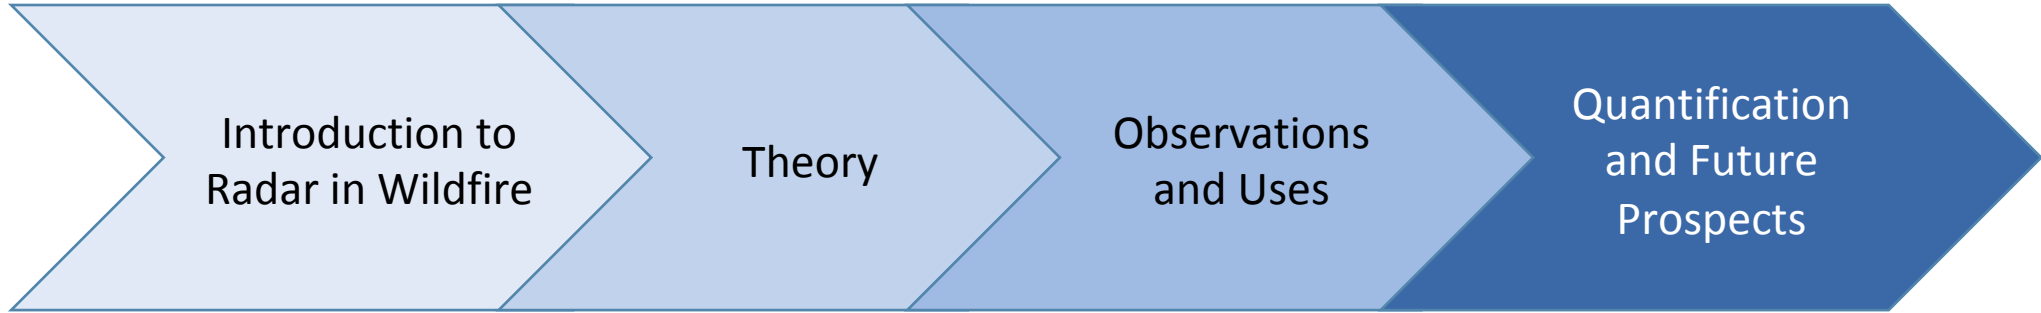 Introduction to
Radar in Wildfire
Theory
Observations
and Uses
Quantification
and Future
Prospects